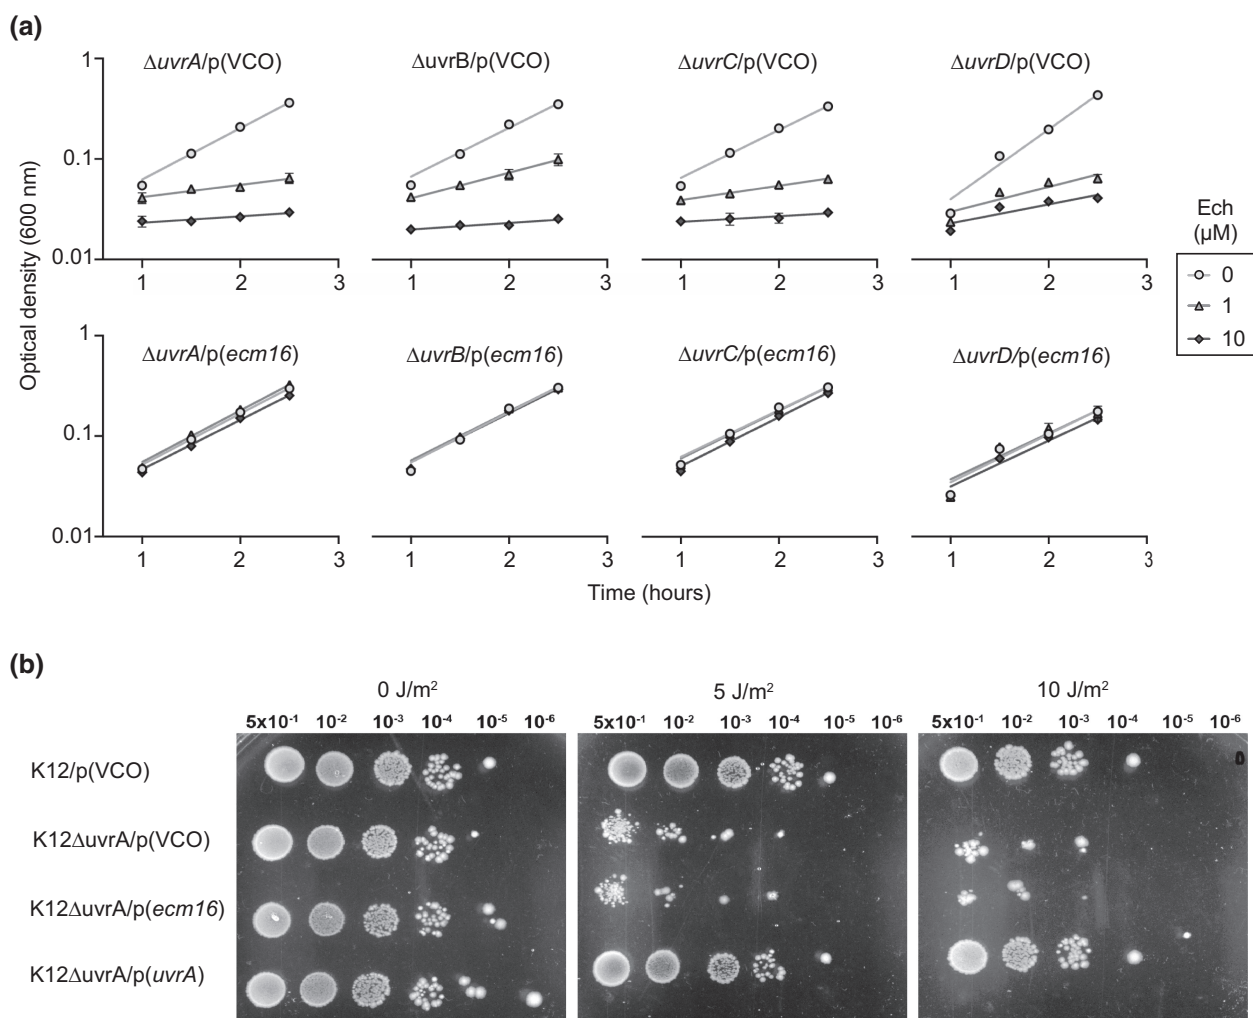 (a)
ΔuvrA/p(VCO) ΔuvrB/p(VCO) ΔuvrC/p(VCO) ΔuvrD/p(VCO)
1
0.1
0.01
1 2 3 1 2 3 1 2 3 1 2 3
Ech
(μM)
0
1
10
Optical density (600 nm)
ΔuvrA/p(ecm16) ΔuvrB/p(ecm16) ΔuvrC/p(ecm16) ΔuvrD/p(ecm16)
1
0.1
0.01
1 2 3 1 2 3 1 2 3 1 2 3
Time (hours)
(b)
0 J/m² 5 J/m² 10 J/m²
5x10⁻¹ 10⁻² 10⁻³ 10⁻⁴ 10⁻⁵ 10⁻⁶ 5x10⁻¹ 10⁻² 10⁻³ 10⁻⁴ 10⁻⁵ 10⁻⁶ 5x10⁻¹ 10⁻² 10⁻³ 10⁻⁴ 10⁻⁵ 10⁻⁶
K12/p(VCO)
K12ΔuvrA/p(VCO)
K12ΔuvrA/p(ecm16)
K12ΔuvrA/p(uvrA)